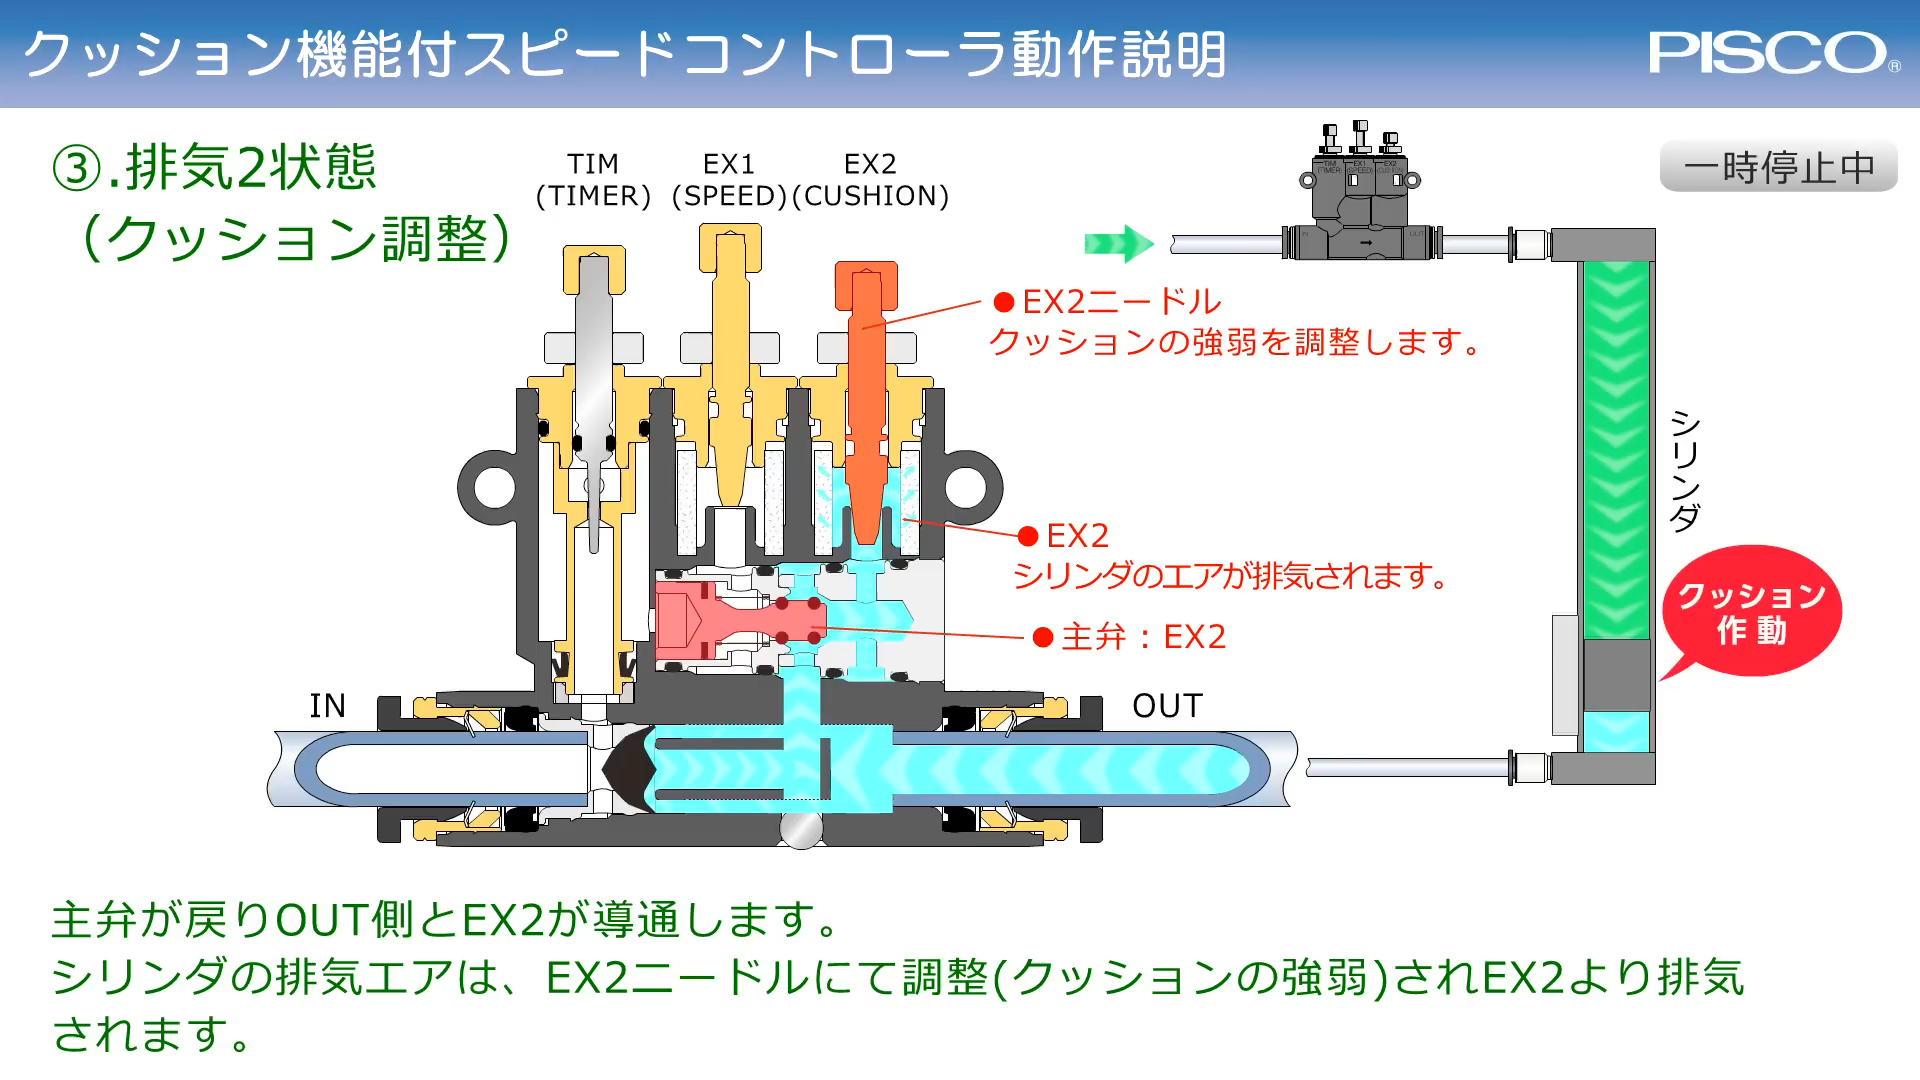 クッション機能付スピードコントローラ動作説明
PISCO®
③.排気2状態
（クッション調整）
TIM
(TIMER)
EX1
(SPEED)
EX2
(CUSHION)
一時停止中
TIM
(TIMER)
EX1
(SPEED)
EX2
IN
OUT
●EX2ニードル
クッションの強弱を調整します。
シリンダ
●EX2
シリンダのエアが排気されます。
クッション
作動
●主弁：EX2
IN
OUT
主弁が戻りOUT側とEX2が導通します。
シリンダの排気エアは、EX2ニードルにて調整(クッションの強弱)されEX2より排気
されます。